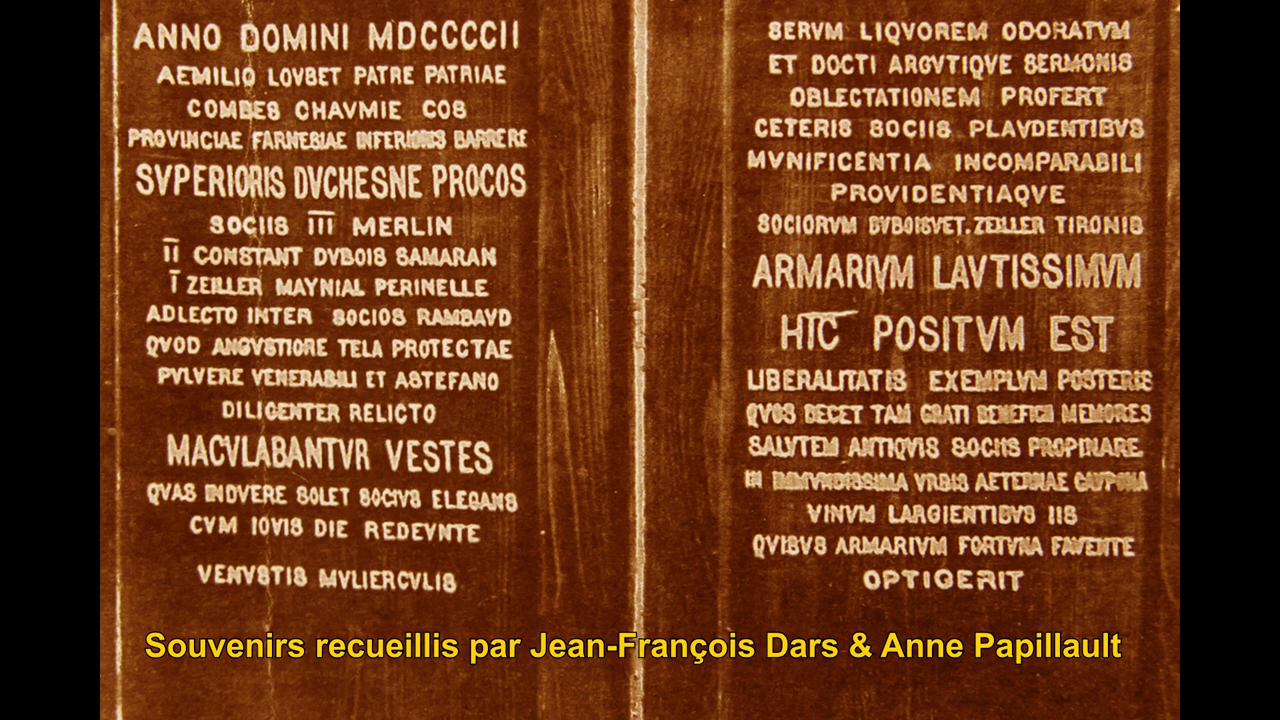 ANNO DOMINI MDCCCCII
AEMILIO LOVBET PATRE PATRIAE
COMBES CHAVMIE COS
PROVINCIAE FARNESIAE INFERIORIS BARRERE
SVPERIORIS DVCHESNE PROCOS
SOCIIS III MERLIN
II CONSTANT DVBOIS SAMARAN
I ZEILLER MAYNIAL PERINELLE
ADLECTO INTER SOCIOS RAMBAVD
QVOD ANGVSTIORE TELA PROTECTAE
PVLVERE VENERABILI ET ASTEFANO
DILIGENTER RELICTO
MACVLABANTVR VESTES
QVAS INDVERE SOLET SOCIVS ELEGANS
CVM IOVIS DIE REDEVNTE
VENVSTIS MVLIERCVLIS
SERVM LIQVOREM ODORATVM
ET DOCTI ARGVTIQVE SERMONIS
OBLECTATIONEM PROFERT
CETERIS SOCIIS PLAVDENTIBVS
MVNIFICENTIA INCOMPARABILI
PROVIDENTIAQVE
SOCIORVM DVBOISVET.ZEILLER TIRONIS
ARMARIVM LAVTISSIMVM
HIC POSITVM EST
LIBERALITATIS EXEMPLVM POSTERIS
QVOS DECET TAM GRATI BENEFICII MEMORES
SALVTEM ANTIQVIS SOCIIS PROPINARE
IN IMMVNDISSIMA VRBIS AETERNAE CAVPONA
VINVM LARGIENTIBVS IIS
QVIBVS ARMARIVM FORTVNA FAVENTE
OPTIGERIT
Souvenirs recueillis par Jean-François Dars & Anne Papillault